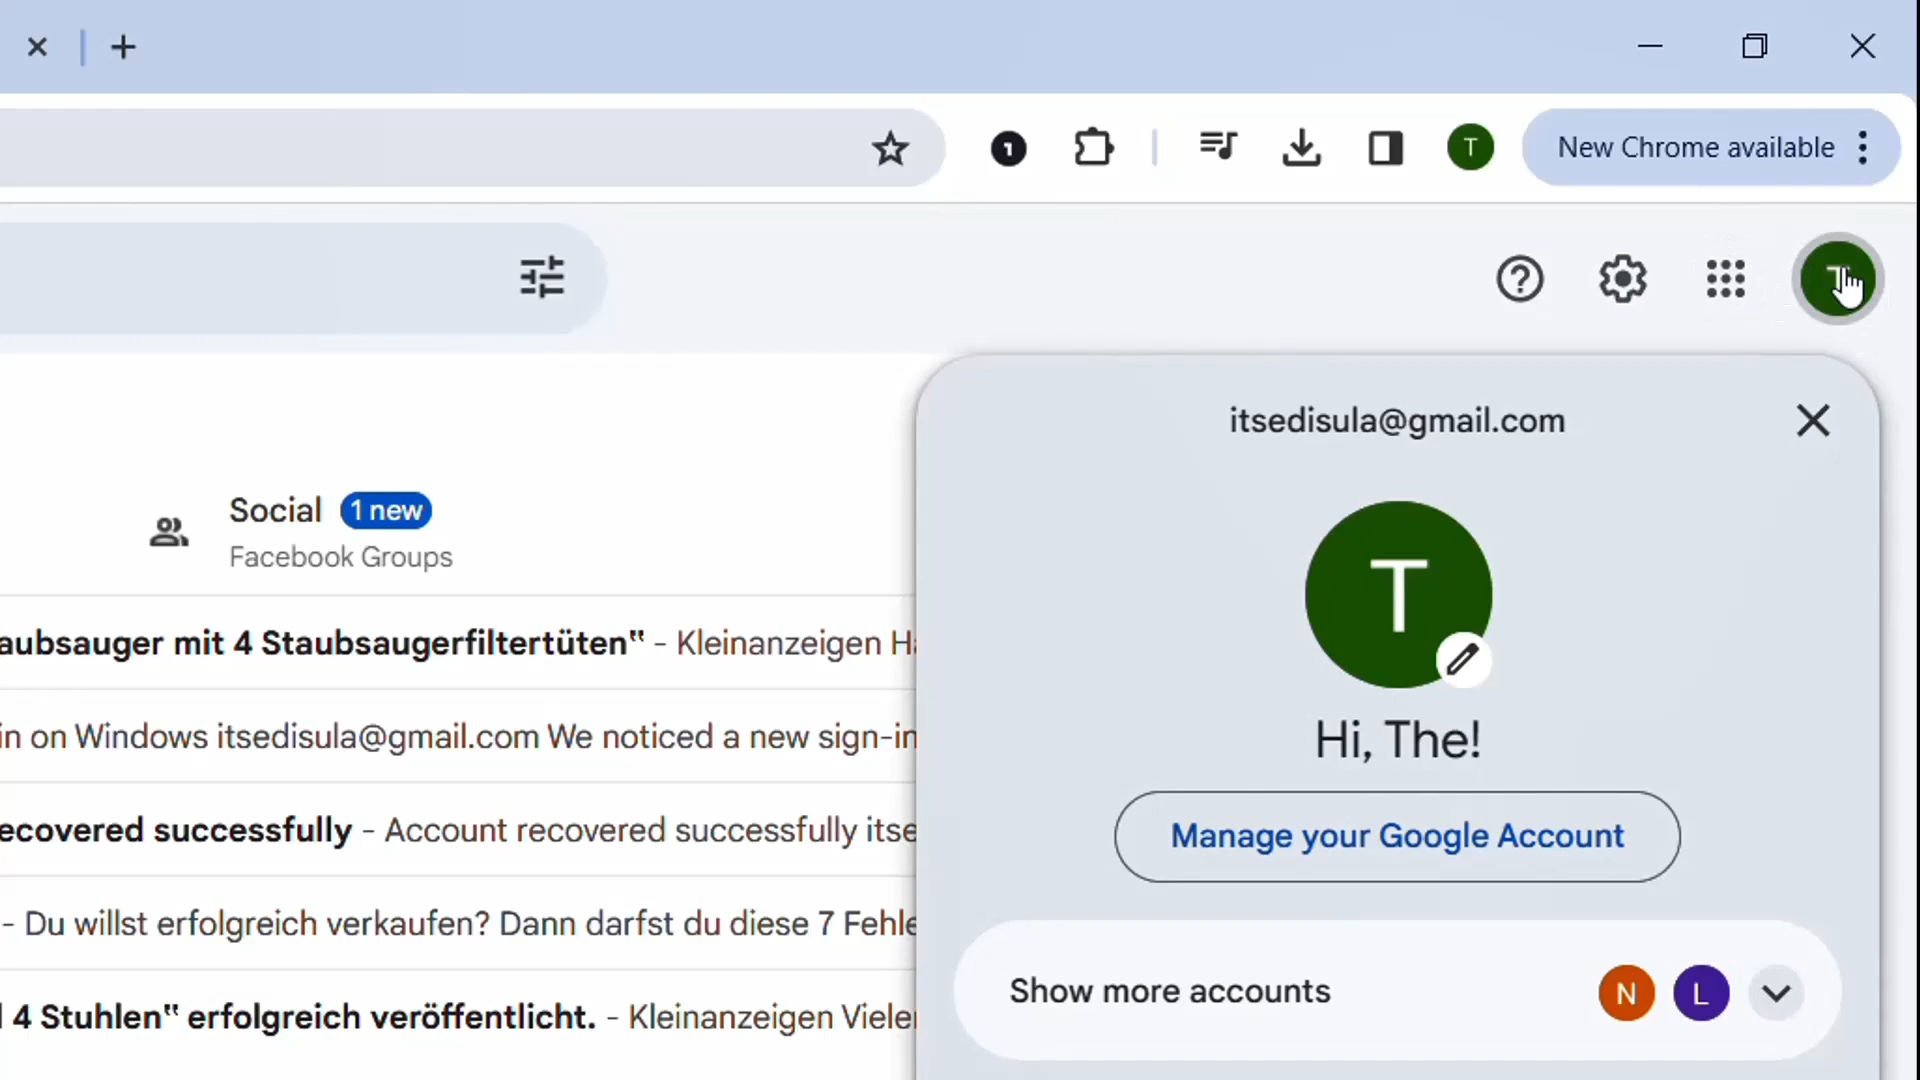 1
T
New Chrome available
itsedisula@gmail.com
Social 1 new
Facebook Groups
T
aubsauger mit 4 Staubsaugerfiltertüten" - Kleinanzeigen Ha
in on Windows itsedisula@gmail.com We noticed a new sign-in
Hi, The!
ecovered successfully - Account recovered successfully itse
Manage your Google Account
- Du willst erfolgreich verkaufen? Dann darfst du diese 7 Fehle
Show more accounts N L
4 Stuhlen" erfolgreich veröffentlicht. - Kleinanzeigen Vieler